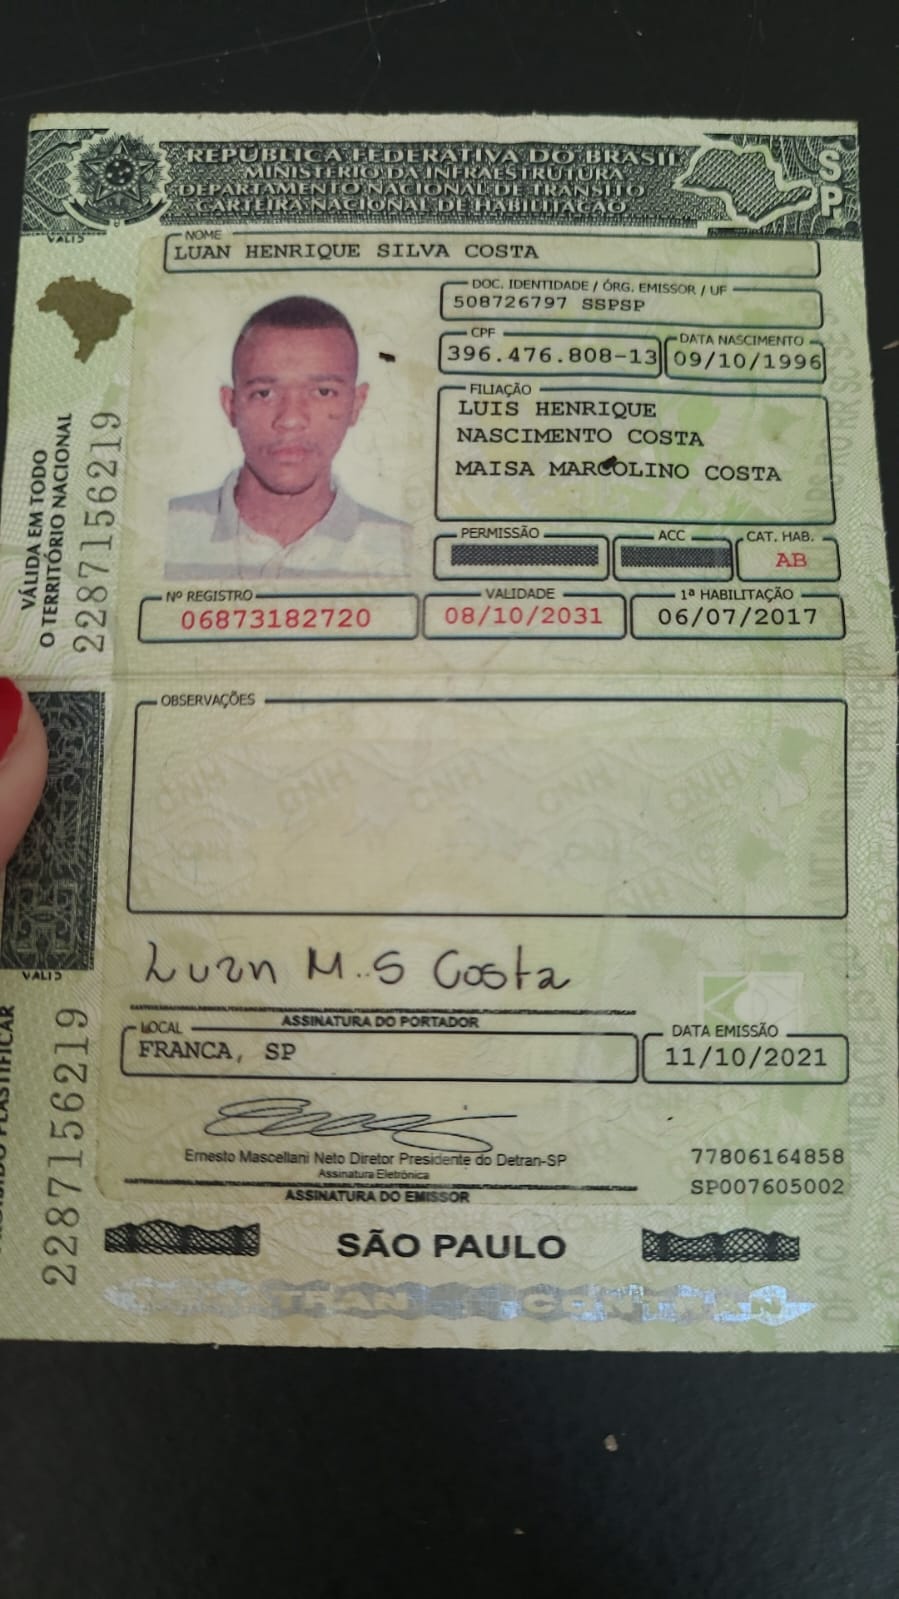 REPÚBLICA FEDERATIVA DO BRASIL
MINISTÉRIO DA INFRAESTRUTURA
DEPARTAMENTO NACIONAL DE TRÂNSITO
CARTEIRA NACIONAL DE HABILITAÇÃO
SP
NOME
LUAN HENRIQUE SILVA COSTA
DOC. IDENTIDADE / ÓRG. EMISSOR / UF
508726797 SSPSP
CPF
396.476.808-13
DATA NASCIMENTO
09/10/1996
FILIAÇÃO
LUIS HENRIQUE
NASCIMENTO COSTA
MAISA MARCOLINO COSTA
PERMISSÃO
ACC
CAT. HAB.
AB
Nº REGISTRO
06873182720
VALIDADE
08/10/2031
1ª HABILITAÇÃO
06/07/2017
VÁLIDA EM TODO
O TERRITÓRIO NACIONAL
2287156219
OBSERVAÇÕES
Luan M..S Costa
ASSINATURA DO PORTADOR
LOCAL
FRANCA, SP
DATA EMISSÃO
11/10/2021
Ernesto Mascellani Neto Diretor Presidente do Detran-SP
Assinatura Eletrônica
ASSINATURA DO EMISSOR
77806164858
SP007605002
2287156219
PLASTIFICAR
SÃO PAULO